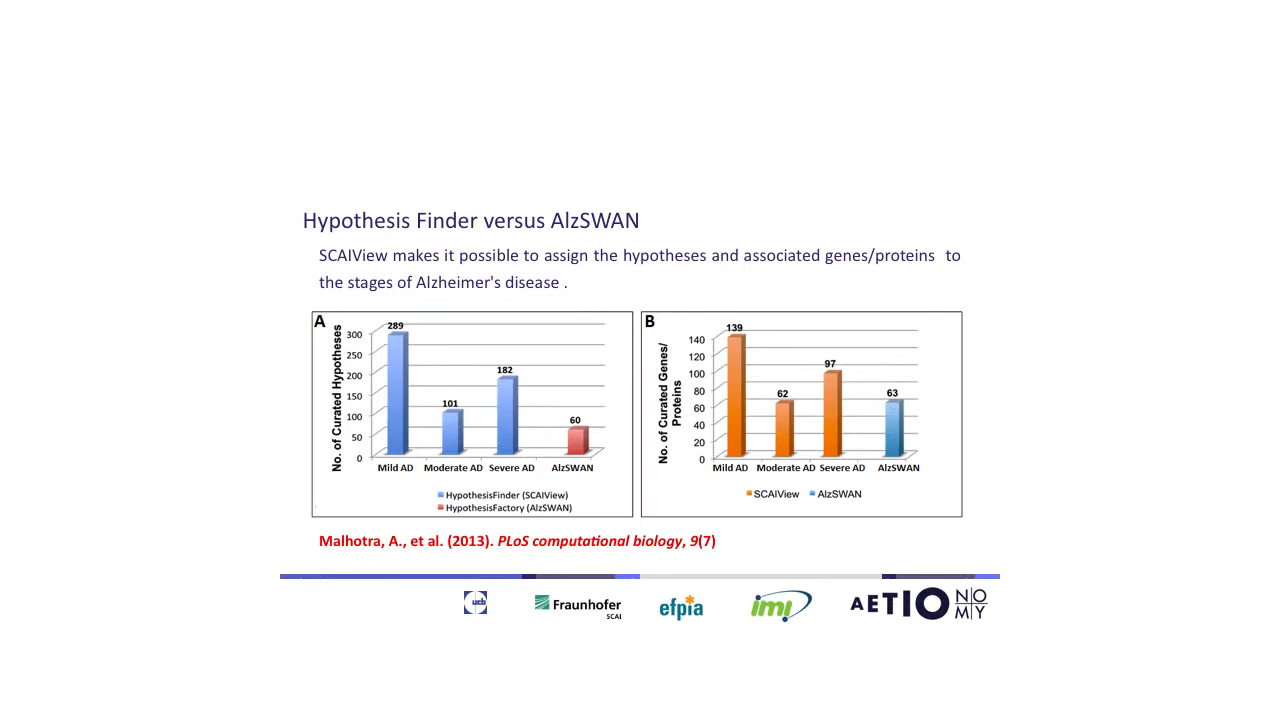 Hypothesis Finder versus AlzSWAN
SCAIView makes it possible to assign the hypotheses and associated genes/proteins to
the stages of Alzheimer's disease .
A
No. of Curated Hypotheses
300
250
200
150
100
50
0
289
101
182
60
Mild AD Moderate AD Severe AD AlzSWAN
HypothesisFinder (SCAIView)
HypothesisFactory (AlzSWAN)
B
No. of Curated Genes/
Proteins
140
120
100
80
60
40
20
0
139
62
97
63
Mild AD Moderate AD Severe AD AlzSWAN
SCAIView AlzSWAN
Malhotra, A., et al. (2013). PLoS computational biology, 9(7)
ucb
Fraunhofer
SCAI
efpia
imi
AETIONOMY